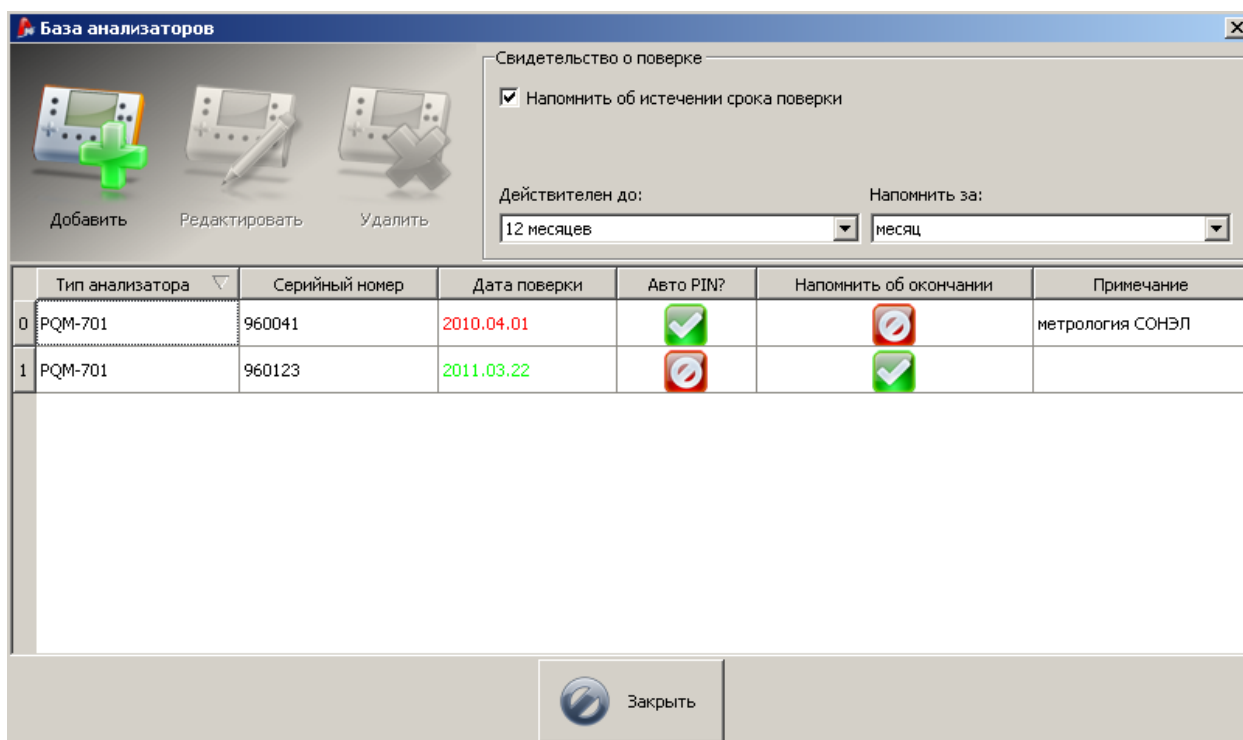 База анализаторов
Свидетельство о поверке
Напомнить об истечении срока поверки
Действителен до: Напомнить за:
12 месяцев месяц
Добавить Редактировать Удалить
Тип анализатора Серийный номер Дата поверки Авто PIN? Напомнить об окончании Примечание
0 PQM-701 960041 2010.04.01 метрология СОНЭЛ
1 PQM-701 960123 2011.03.22
Закрыть